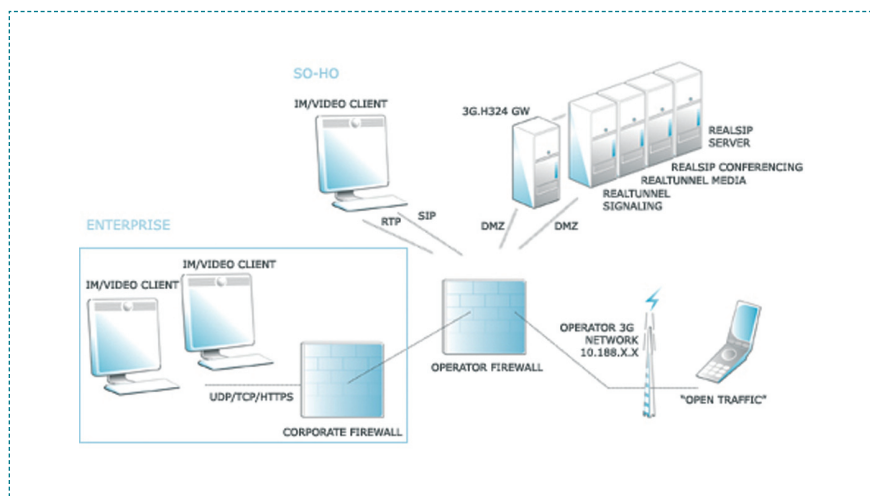 SO-HO
IM/VIDEO CLIENT
3G.H324 GW
REALSIP
SERVER
REALSIP CONFERENCING
REALTUNNEL MEDIA
REALTUNNEL
SIGNALING
RTP
SIP
DMZ
DMZ
ENTERPRISE
IM/VIDEO CLIENT
IM/VIDEO CLIENT
UDP/TCP/HTTPS
CORPORATE FIREWALL
OPERATOR FIREWALL
OPERATOR 3G
NETWORK
10.188.X.X
"OPEN TRAFFIC"